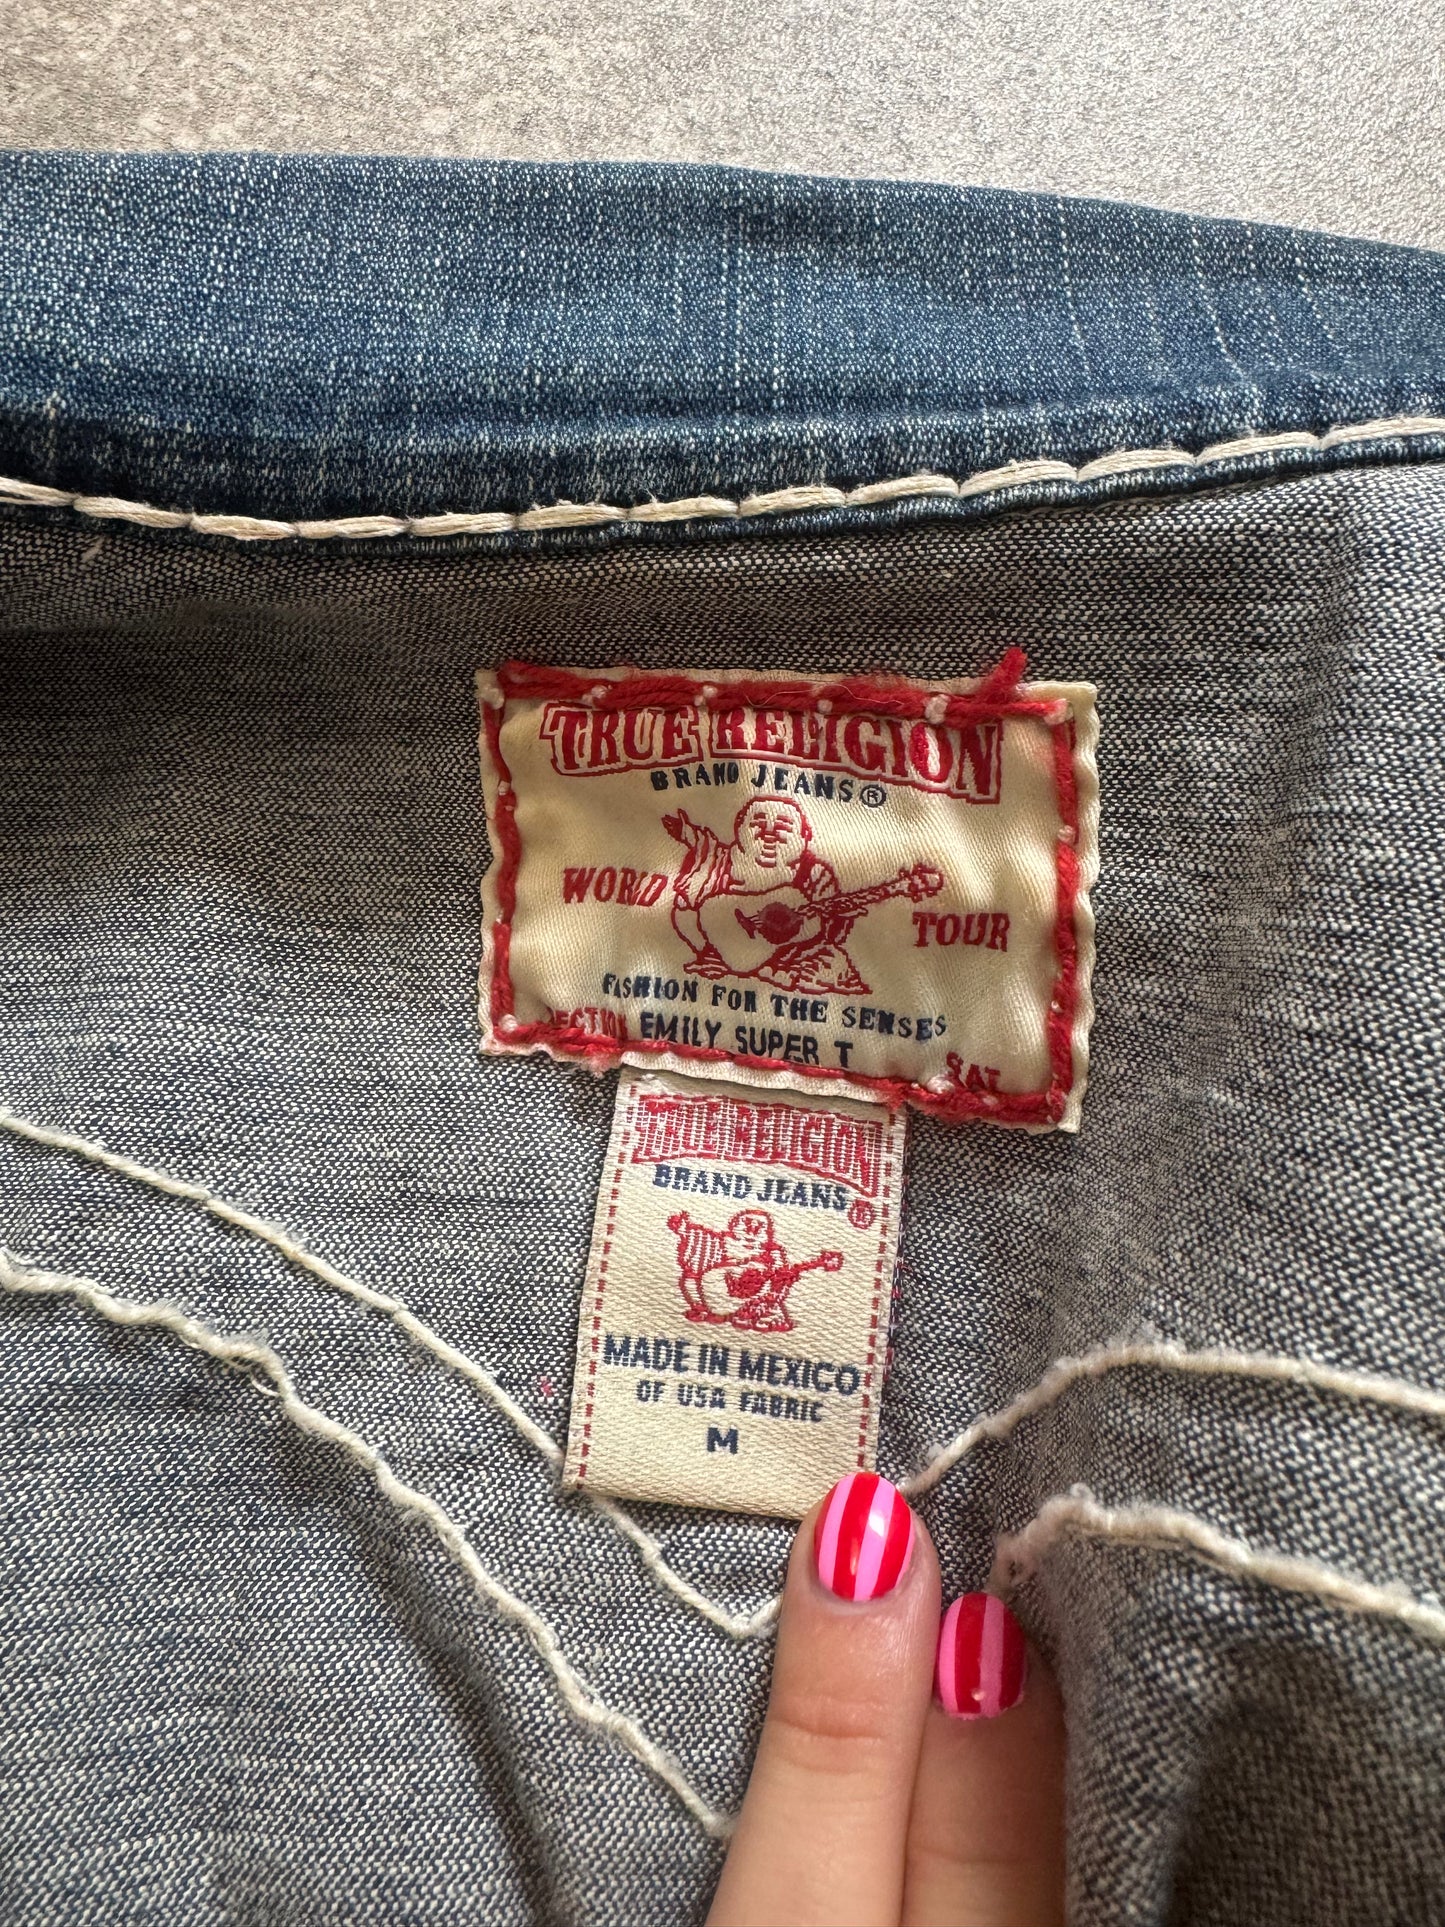 TRUE RELIGION
BRAND JEANS®
WORLD TOUR
FASHION FOR THE SENSES
SECTION EMILY SUPER T
TRUE RELIGION
BRAND JEANS®
MADE IN MEXICO
OF USA FABRIC
M